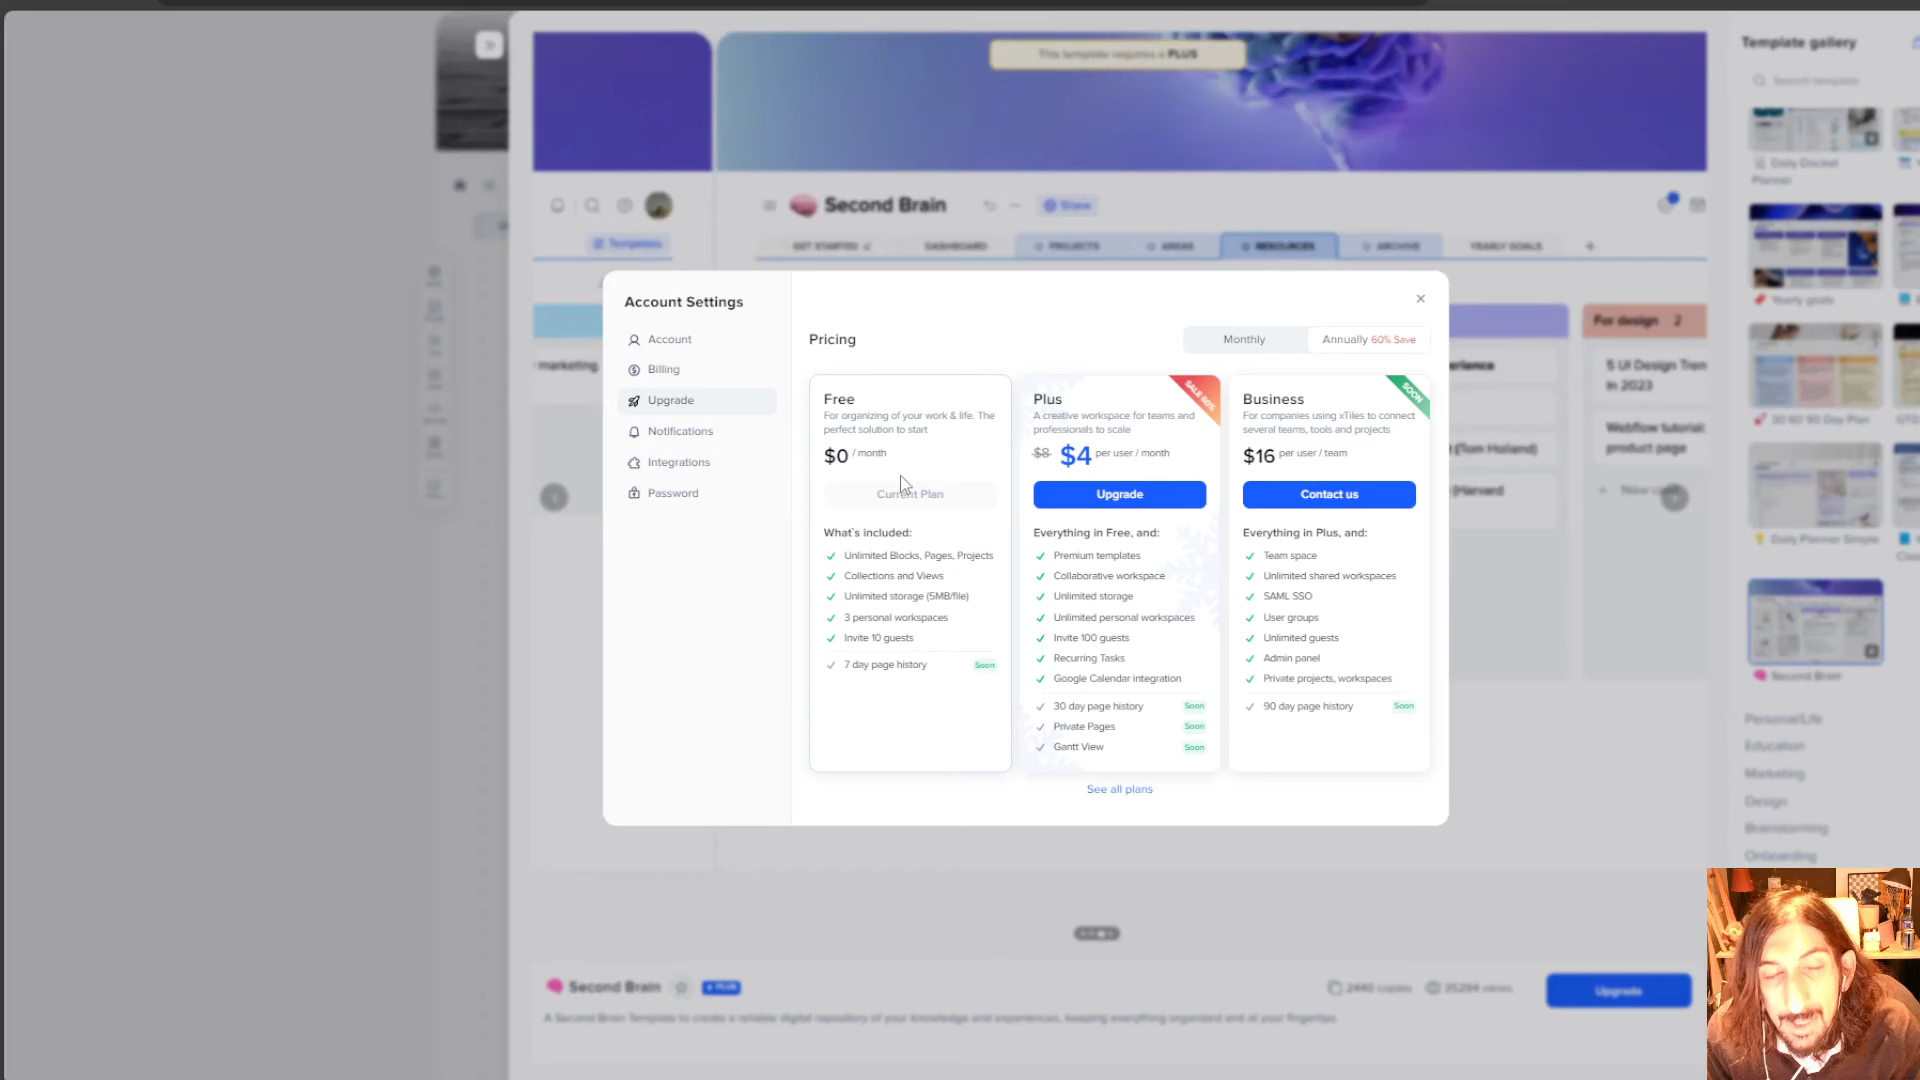 This template requires a PLUS
Template gallery
Search template
Daily Docket
Planner
Second Brain
Share
Templates
GET STARTED
DASHBOARD
PROJECTS
AREAS
RESOURCES
ARCHIVE
YEARLY GOALS
+
Yearly goals
marketing
erience
For design 2
5 UI Design Tren
in 2023
30 60 90 Day Plan
Webflow tutorial:
product page
(Tom Holland)
(Harvard
Daily Planner Simple
Second Brain
Personal/Life
Education
Marketing
Design
Brainstorming
Onboarding
Account Settings
Account
Billing
Upgrade
Notifications
Integrations
Password
Pricing
Monthly
Annually 60% Save
Free
For organizing of your work & life. The
perfect solution to start
$0 / month
Current Plan
What`s included:
Unlimited Blocks, Pages, Projects
Collections and Views
Unlimited storage (5MB/file)
3 personal workspaces
Invite 10 guests
7 day page history Soon
SALE 60%
Plus
A creative workspace for teams and
professionals to scale
$8 $4 per user / month
Upgrade
Everything in Free, and:
Premium templates
Collaborative workspace
Unlimited storage
Unlimited personal workspaces
Invite 100 guests
Recurring Tasks
Google Calendar integration
30 day page history Soon
Private Pages Soon
Gantt View Soon
SOON
Business
For companies using xTiles to connect
several teams, tools and projects
$16 per user / team
Contact us
Everything in Plus, and:
Team space
Unlimited shared workspaces
SAML SSO
User groups
Unlimited guests
Admin panel
Private projects, workspaces
90 day page history Soon
See all plans
Second Brain
PLUS
2440 copies
35294 views
Upgrade
A Second Brain Template to create a reliable digital repository of your knowledge and experiences, keeping everything organized and at your fingertips.